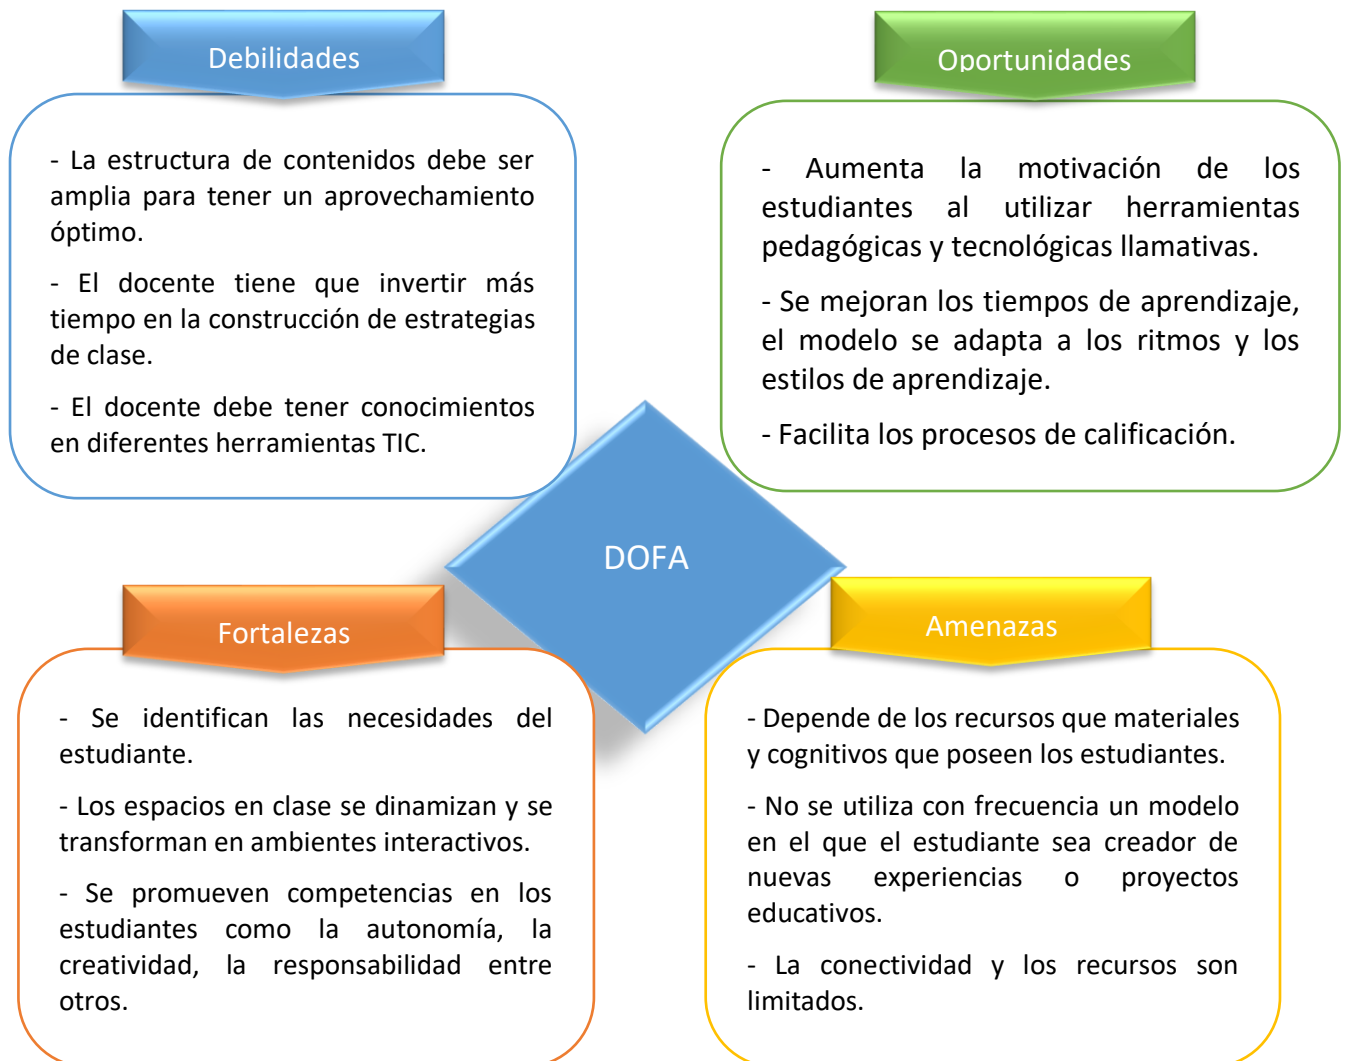 Debilidades
- La estructura de contenidos debe ser
amplia para tener un aprovechamiento
óptimo.
- El docente tiene que invertir más
tiempo en la construcción de estrategias
de clase.
- El docente debe tener conocimientos
en diferentes herramientas TIC.
Oportunidades
- Aumenta la motivación de los
estudiantes al utilizar herramientas
pedagógicas y tecnológicas llamativas.
- Se mejoran los tiempos de aprendizaje,
el modelo se adapta a los ritmos y los
estilos de aprendizaje.
- Facilita los procesos de calificación.
DOFA
Fortalezas
- Se identifican las necesidades del
estudiante.
- Los espacios en clase se dinamizan y se
transforman en ambientes interactivos.
- Se promueven competencias en los
estudiantes como la autonomía, la
creatividad, la responsabilidad entre
otros.
Amenazas
- Depende de los recursos que materiales
y cognitivos que poseen los estudiantes.
- No se utiliza con frecuencia un modelo
en el que el estudiante sea creador de
nuevas experiencias o proyectos
educativos.
- La conectividad y los recursos son
limitados.